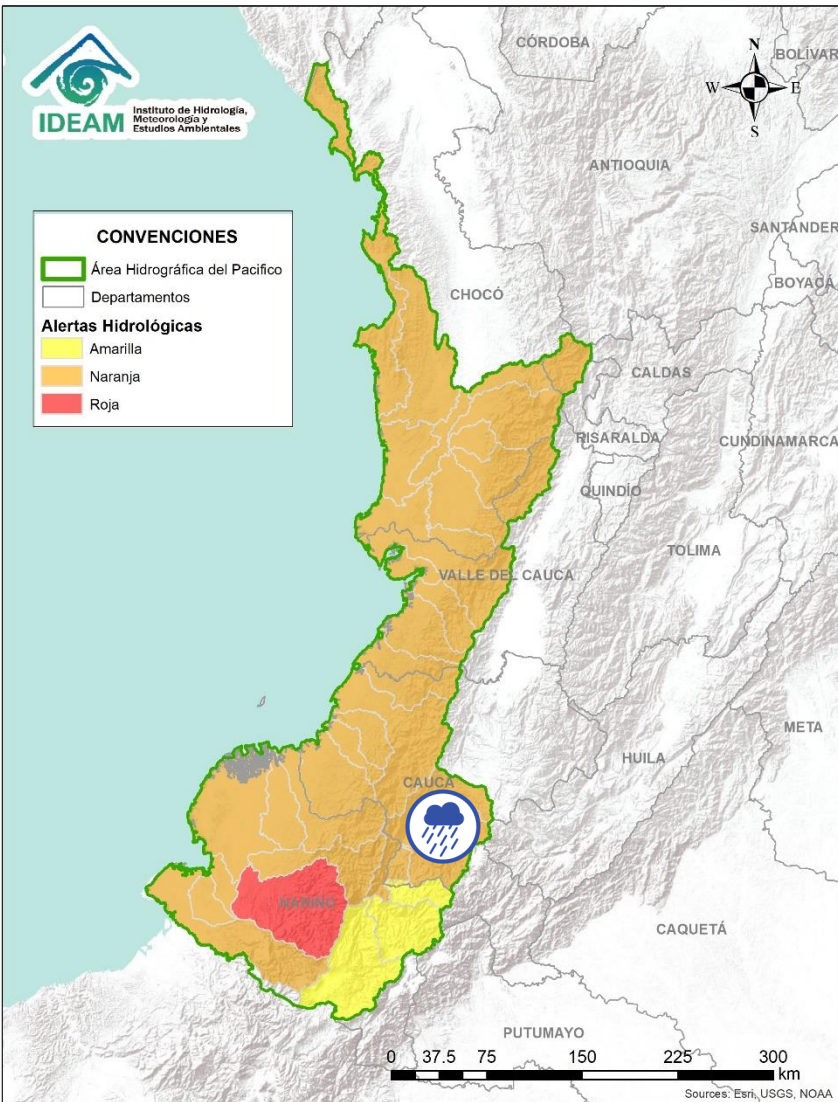 IDEAM
Instituto de Hidrología,
Meteorología y
Estudios Ambientales
N
W
E
S
CÓRDOBA
BOLÍVAR
ANTIOQUIA
SANTANDER
BOYACÁ
CHOCÓ
CALDAS
RISARALDA
CUNDINAMARCA
QUINDÍO
TOLIMA
VALLE DEL CAUCA
META
HUILA
CAUCA
NARIÑO
CAQUETÁ
PUTUMAYO
CONVENCIONES
Área Hidrográfica del Pacifico
Departamentos
Alertas Hidrológicas
Amarilla
Naranja
Roja
0 37.5 75 150 225 300
km
Sources: Esri, USGS, NOAA